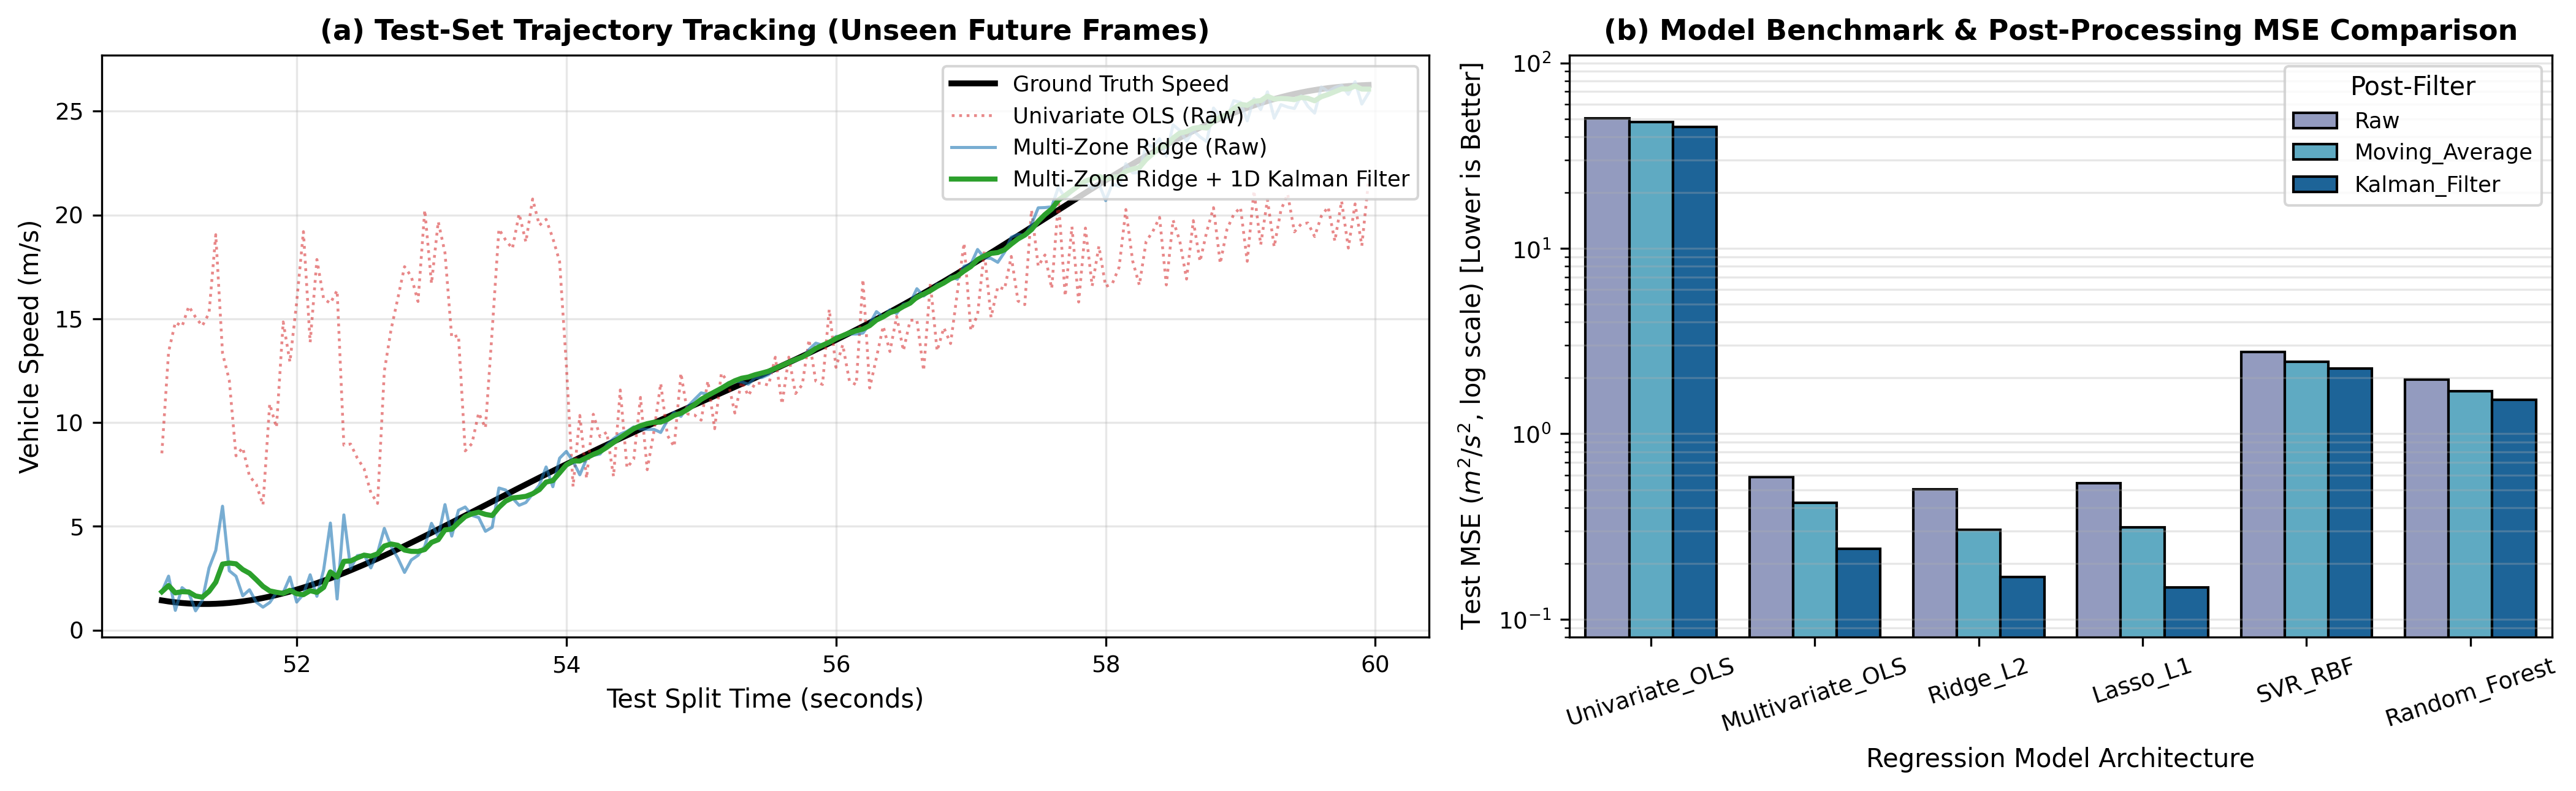 (a) Test-Set Trajectory Tracking (Unseen Future Frames)
Vehicle Speed (m/s)
25
20
15
10
5
0
Ground Truth Speed
Univariate OLS (Raw)
Multi-Zone Ridge (Raw)
Multi-Zone Ridge + 1D Kalman Filter
52
54
56
58
60
Test Split Time (seconds)
(b) Model Benchmark & Post-Processing MSE Comparison
Test MSE (m²/s², log scale) [Lower is Better]
10²
10¹
10⁰
10⁻¹
Post-Filter
Raw
Moving_Average
Kalman_Filter
Univariate_OLS
Multivariate_OLS
Ridge_L2
Lasso_L1
SVR_RBF
Random_Forest
Regression Model Architecture